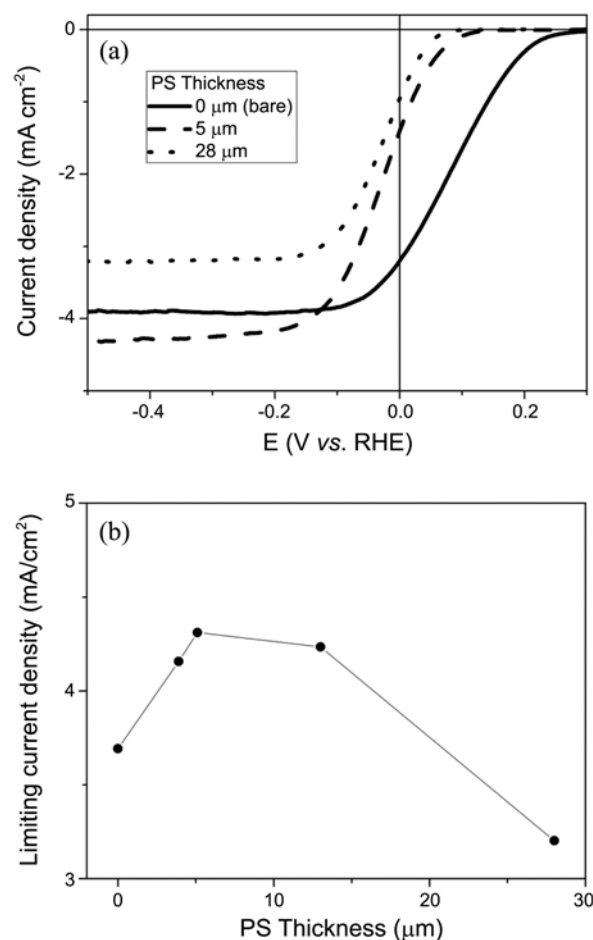 (a)
PS Thickness
0 μm (bare)
5 μm
28 μm
0
-2
-4
Current density (mA cm-2)
-0.4 -0.2 0.0 0.2
E (V vs. RHE)
(b)
5
4
3
Limiting current density (mA/cm2)
0 10 20 30
PS Thickness (μm)